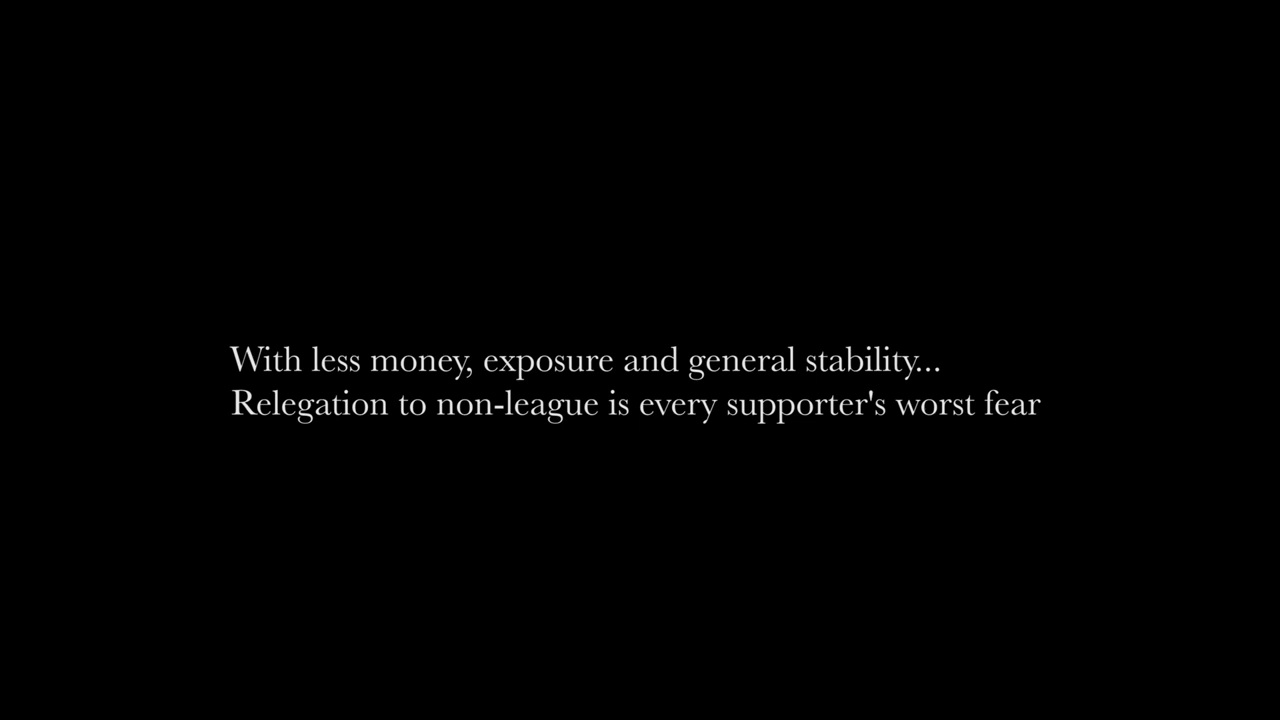 With less money, exposure and general stability...
Relegation to non-league is every supporter's worst fear